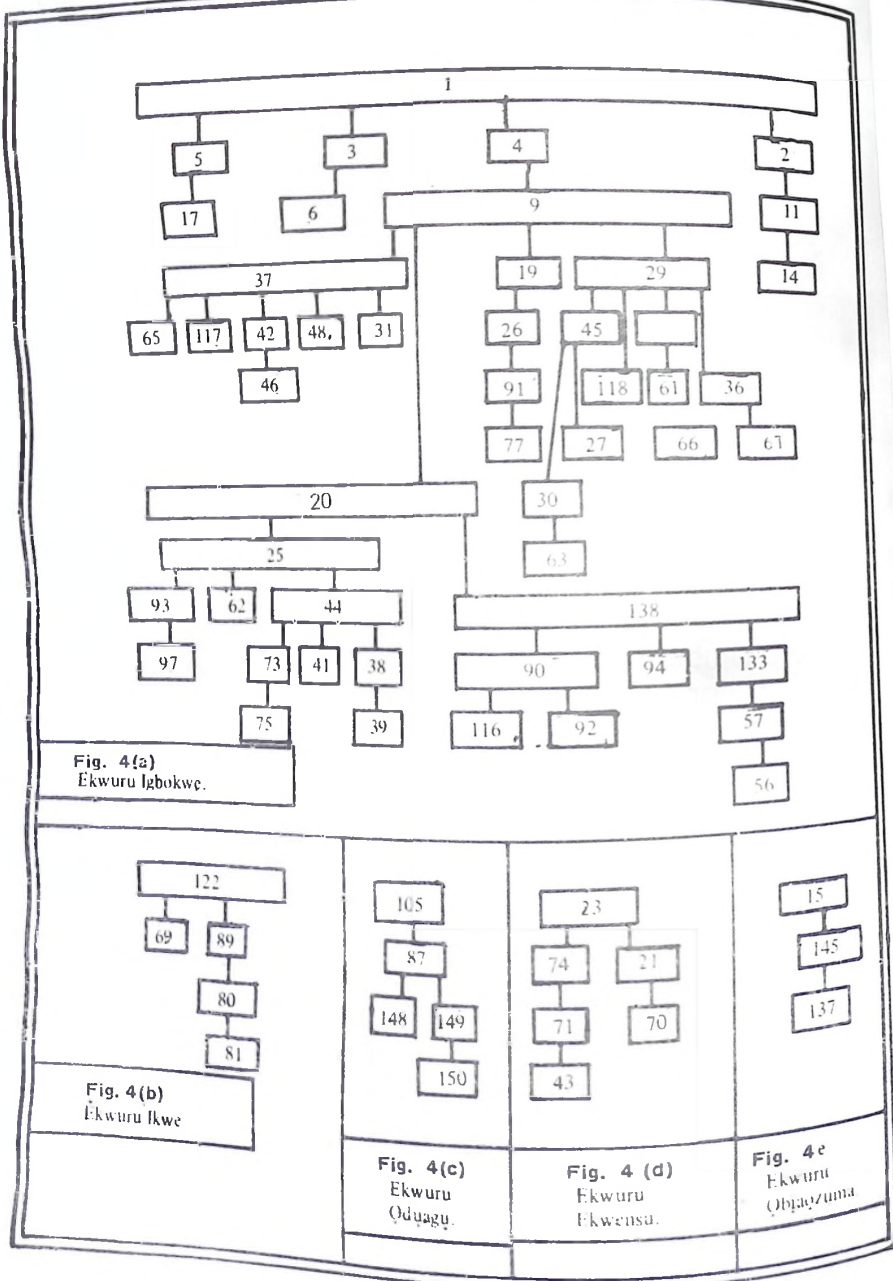 1
5 3 4 2
17 6 9 11
37 19 29 14
65 117 42 48. 31 26 45
46 91 118 61 36
77 27 66
20 30
25 63
93 62 44 138
97 73 41 38 90 94 133
75 39 116 92 57
Fig. 4(a)
Ekwuru Igbokwe.
56
122
69 89
80
81
Fig. 4(b)
Ekwuru Ikwe
105
87
148 149
150
Fig. 4(c)
Ekwuru
Ọdụagụ.
23
74 21
71 70
43
Fig. 4 (d)
Ekwuru
Ekwensu.
15
145
137
Fig. 4e
Ekwuru